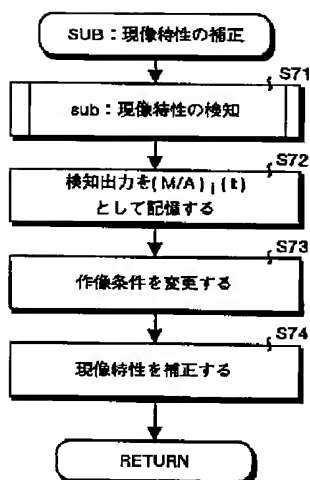 SUB：現像特性の補正
S71
sub：現像特性の検知
S72
検知出力を(M/A)i(t)
として記憶する
S73
作像条件を変更する
S74
現像特性を補正する
RETURN